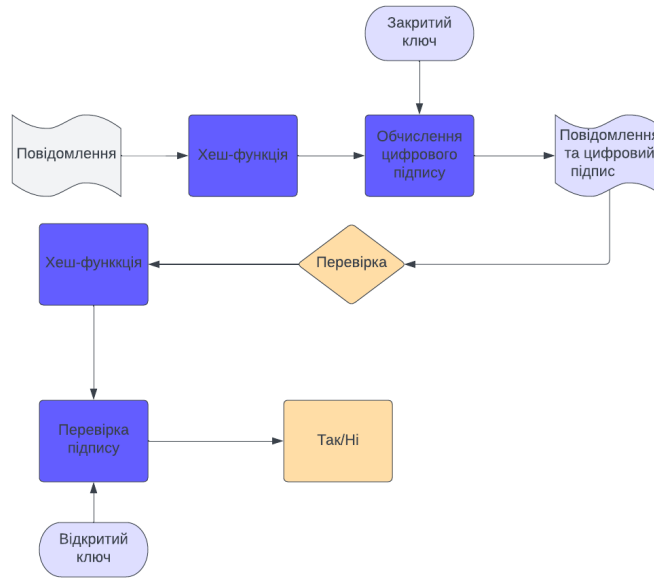 Закритий
ключ
Повідомлення
Хеш-функція
Обчислення
цифрового
підпису
Повідомлення
та цифровий
підпис
Хеш-функкція
Перевірка
Перевірка
підпису
Так/Ні
Відкритий
ключ